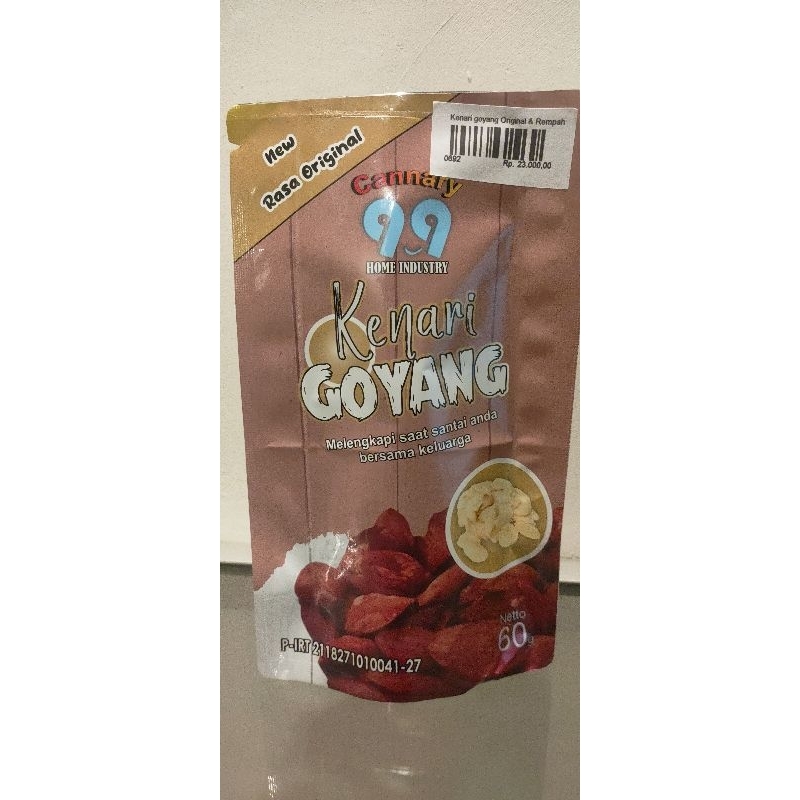 New
Rasa Original
Kenari goyang Original & Rempah
0692
Rp. 23.000,00
Cannary
99
HOME INDUSTRY
Kenari
GOYANG
Melengkapi saat santai anda
bersama keluarga
Netto
60g
P-IRT 2118271010041-27